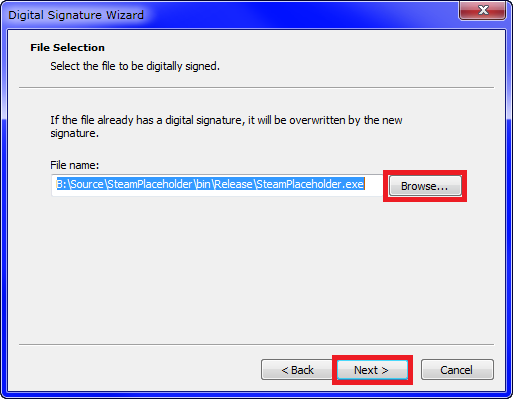 Digital Signature Wizard
X
File Selection
Select the file to be digitally signed.
If the file already has a digital signature, it will be overwritten by the new
signature.
File name:
B:\Source\SteamPlaceholder\bin\Release\SteamPlaceholder.exe
Browse...
< Back
Next >
Cancel